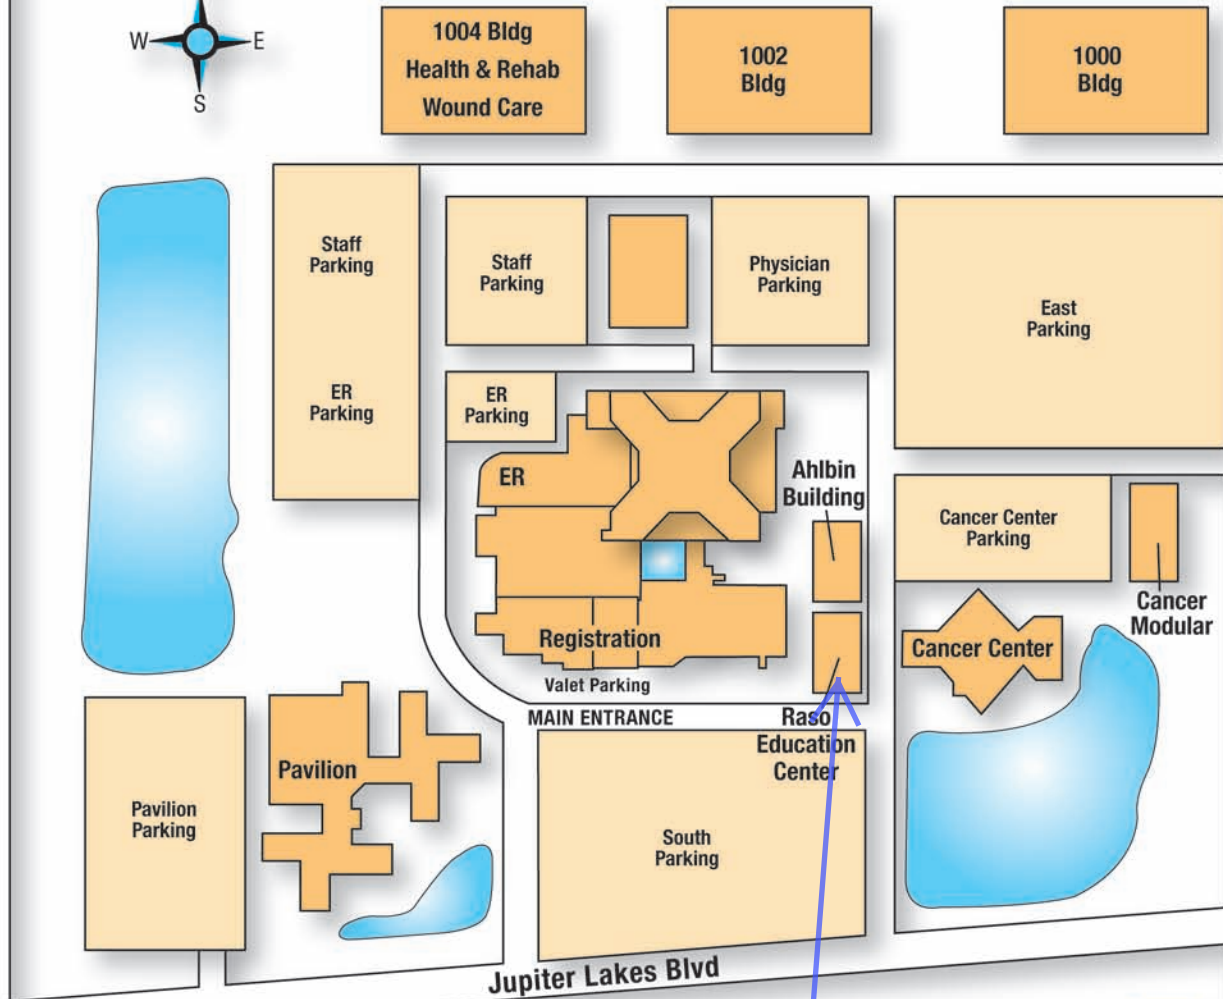 W
E
S
1004 Bldg
Health & Rehab
Wound Care
1002
Bldg
1000
Bldg
Staff
Parking
Staff
Parking
Physician
Parking
East
Parking
ER
Parking
ER
Parking
ER
Ahlbin
Building
Cancer Center
Parking
Cancer
Modular
Registration
Cancer Center
Valet Parking
MAIN ENTRANCE
Raso
Education
Center
Pavilion
Pavilion
Parking
South
Parking
Jupiter Lakes Blvd